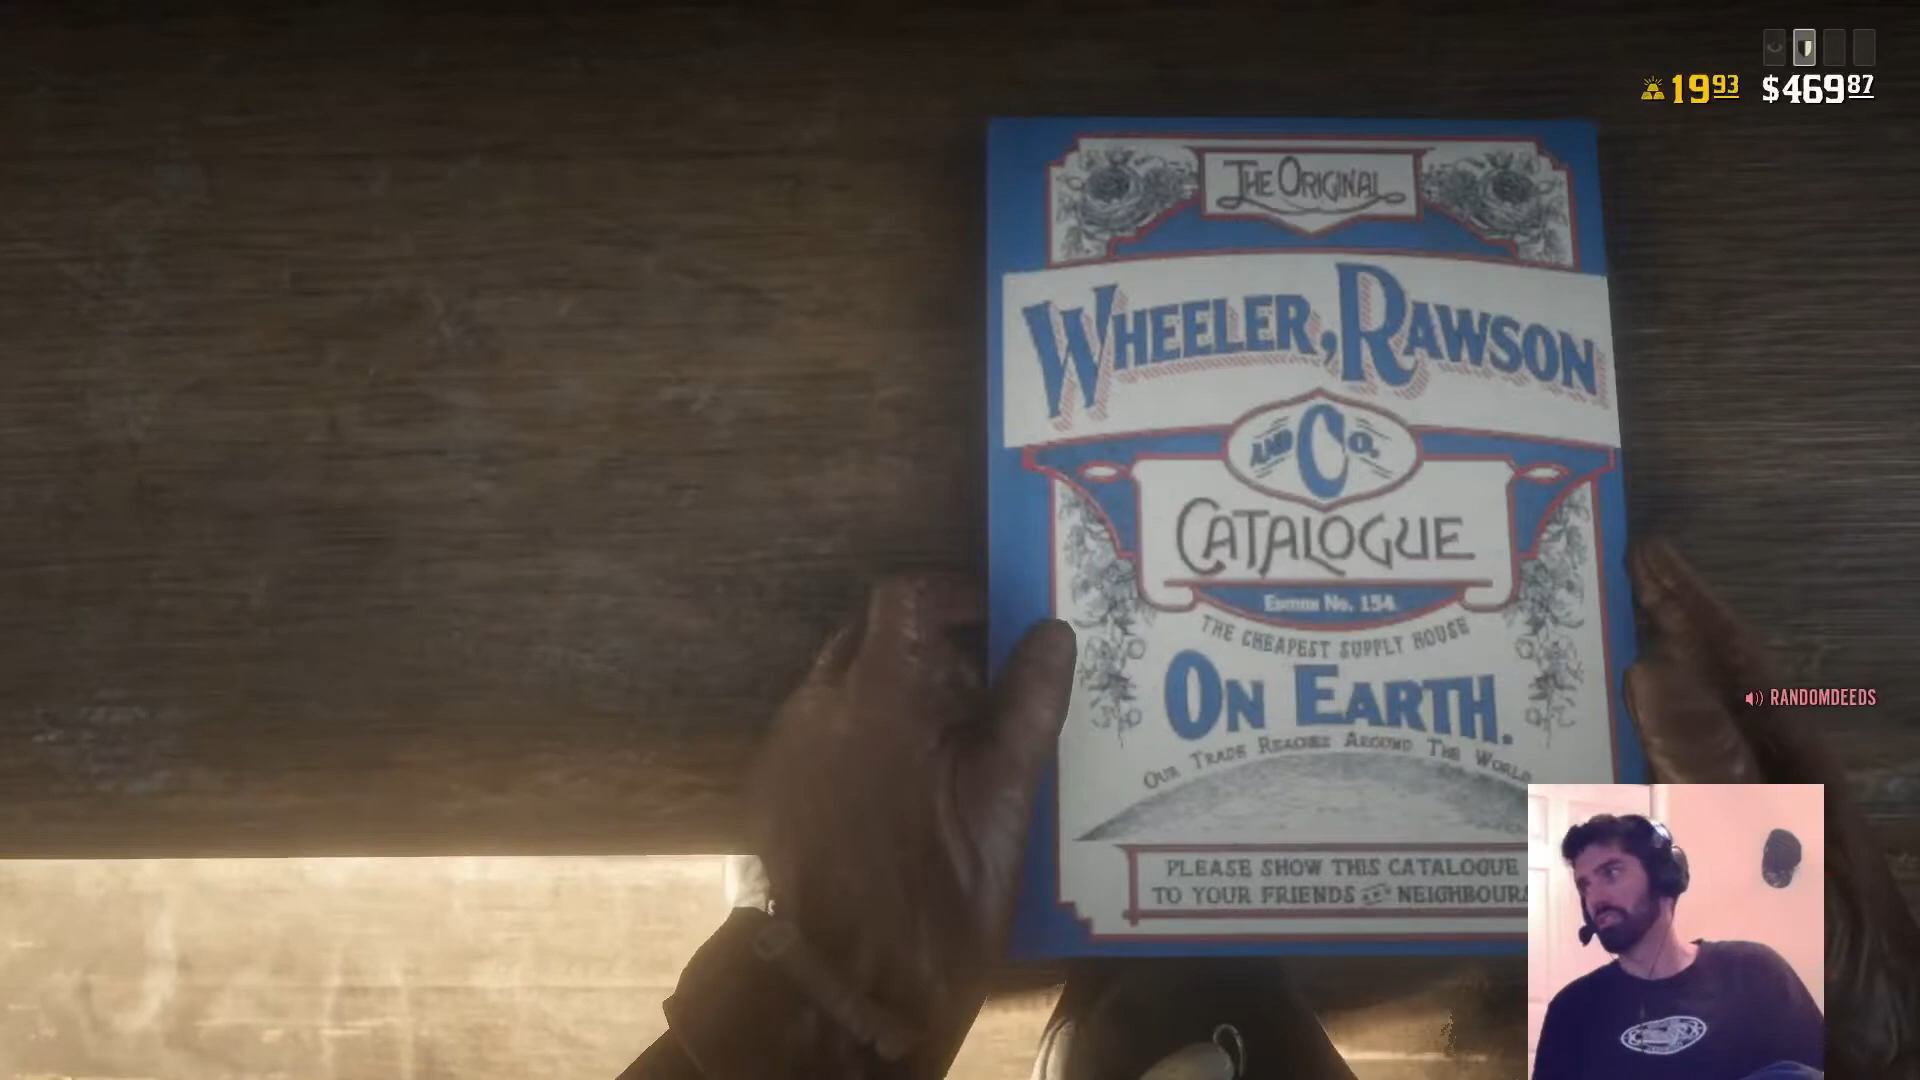 19 93 $469 87
THE ORIGINAL
WHEELER, RAWSON
AND CO.
CATALOGUE
EDITION No. 154
THE CHEAPEST SUPPLY HOUSE
ON EARTH.
OUR TRADE REACHES AROUND THE WORLD
PLEASE SHOW THIS CATALOGUE
TO YOUR FRIENDS AND NEIGHBOURS
RANDOMDEEDS